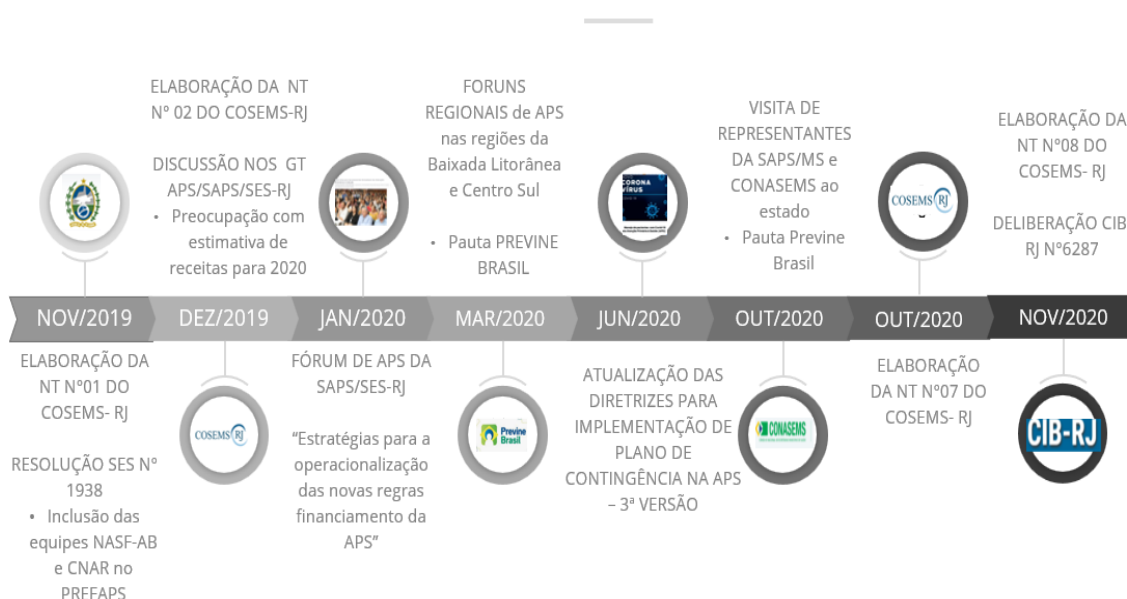 ELABORAÇÃO DA NT
Nº 02 DO COSEMS-RJ
DISCUSSÃO NOS GT
APS/SAPS/SES-RJ
• Preocupação com
estimativa de
receitas para 2020
FORUNS
REGIONAIS de APS
nas regiões da
Baixada Litorânea
e Centro Sul
• Pauta PREVINE
BRASIL
VISITA DE
REPRESENTANTES
DA SAPS/MS e
CONASEMS ao
estado
• Pauta Previne
Brasil
ELABORAÇÃO DA
NT Nº08 DO
COSEMS- RJ
DELIBERAÇÃO CIB
RJ Nº6287
CORONA
VÍRUS
COSEMS RJ
NOV/2019
DEZ/2019
JAN/2020
MAR/2020
JUN/2020
OUT/2020
OUT/2020
NOV/2020
ELABORAÇÃO DA
NT Nº01 DO
COSEMS- RJ
RESOLUÇÃO SES Nº
1938
• Inclusão das
equipes NASF-AB
e CNAR no
PREFAPS
COSEMS RJ
FÓRUM DE APS DA
SAPS/SES-RJ
“Estratégias para a
operacionalização
das novas regras
financiamento da
APS”
Previne
Brasil
ATUALIZAÇÃO DAS
DIRETRIZES PARA
IMPLEMENTAÇÃO DE
PLANO DE
CONTINGÊNCIA NA APS
– 3ª VERSÃO
CONASEMS
ELABORAÇÃO
DA NT Nº07 DO
COSEMS- RJ
CIB-RJ